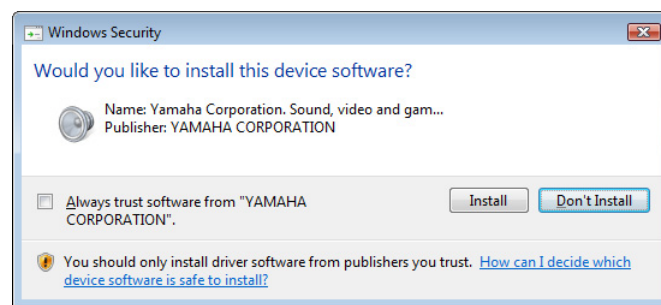 Windows Security
Would you like to install this device software?
Name: Yamaha Corporation. Sound, video and gam...
Publisher: YAMAHA CORPORATION
Always trust software from "YAMAHA
CORPORATION".
Install
Don't Install
You should only install driver software from publishers you trust. How can I decide which
device software is safe to install?